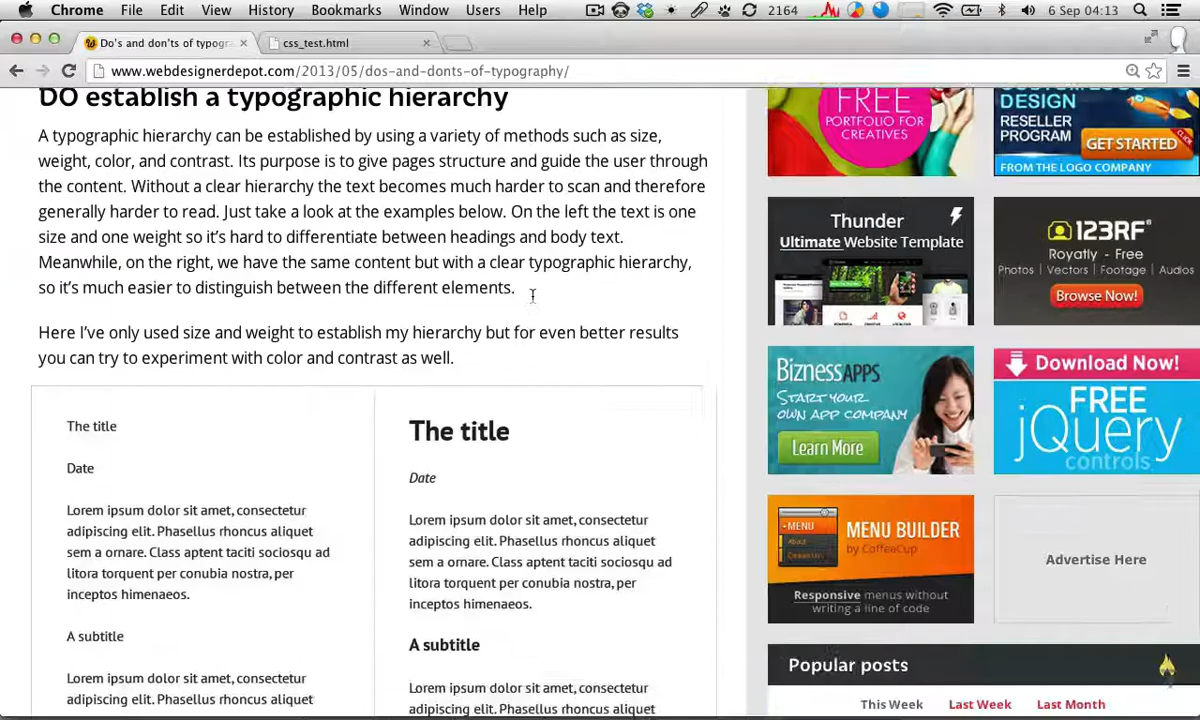 Chrome File Edit View History Bookmarks Window Users Help 2164 6 Sep 04:13
Do's and don'ts of typogr
css_test.html
www.webdesignerdepot.com/2013/05/dos-and-donts-of-typography/
DO establish a typographic hierarchy
A typographic hierarchy can be established by using a variety of methods such as size,
weight, color, and contrast. Its purpose is to give pages structure and guide the user through
the content. Without a clear hierarchy the text becomes much harder to scan and therefore
generally harder to read. Just take a look at the examples below. On the left the text is one
size and one weight so it's hard to differentiate between headings and body text.
Meanwhile, on the right, we have the same content but with a clear typographic hierarchy,
so it's much easier to distinguish between the different elements.
Here I've only used size and weight to establish my hierarchy but for even better results
you can try to experiment with color and contrast as well.
The title
Date
Lorem ipsum dolor sit amet, consectetur
adipiscing elit. Phasellus rhoncus aliquet
sem a ornare. Class aptent taciti sociosqu ad
litora torquent per conubia nostra, per
inceptos himenaeos.
A subtitle
Lorem ipsum dolor sit amet, consectetur
adipiscing elit. Phasellus rhoncus aliquet
The title
Date
Lorem ipsum dolor sit amet, consectetur
adipiscing elit. Phasellus rhoncus aliquet
sem a ornare. Class aptent taciti sociosqu ad
litora torquent per conubia nostra, per
inceptos himenaeos.
A subtitle
Lorem ipsum dolor sit amet, consectetur
adipiscing elit. Phasellus rhoncus aliquet
FREE
PORTFOLIO FOR
CREATIVES
CUSTOM LOGO
DESIGN
RESELLER
PROGRAM
GET STARTED
CLICK
FROM THE LOGO COMPANY
Thunder
Ultimate Website Template
123RF
Royatly - Free
Photos | Vectors | Footage | Audios
Browse Now!
BiznessAPPS
START YOUR
OWN APP COMPANY
Learn More
Download Now!
FREE
jQuery
controls
MENU
About
MENU BUILDER
by CoffeeCup
Responsive menus without
writing a line of code
Advertise Here
Popular posts
This Week Last Week Last Month